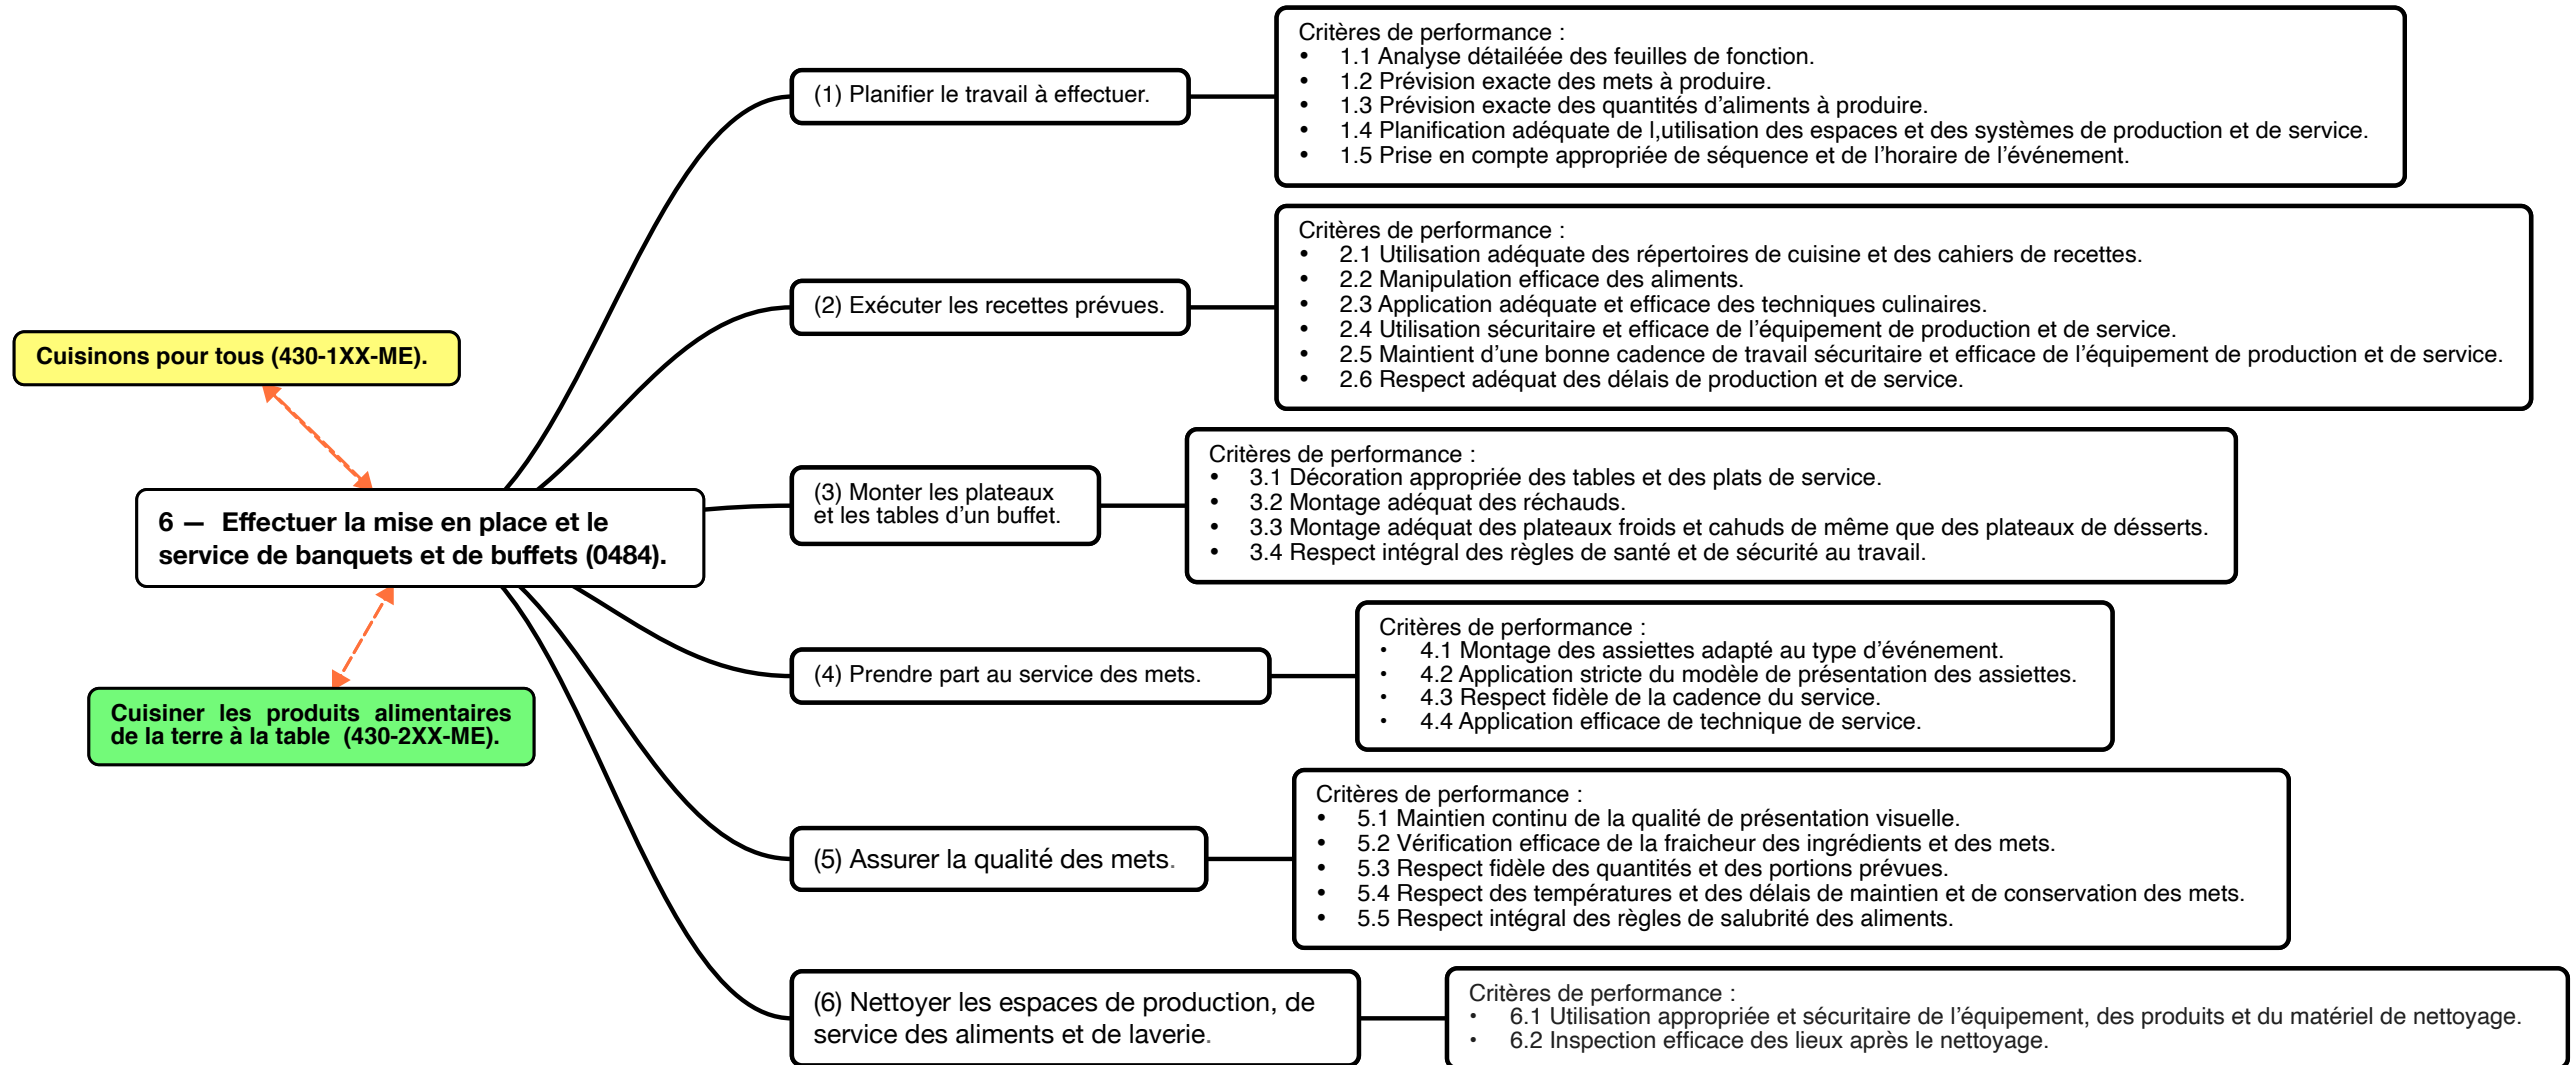 Critères de performance :
• 1.1 Analyse détailéée des feuilles de fonction.
• 1.2 Prévision exacte des mets à produire.
• 1.3 Prévision exacte des quantités d’aliments à produire.
• 1.4 Planification adéquate de l,utilisation des espaces et des systèmes de production et de service.
• 1.5 Prise en compte appropriée de séquence et de l’horaire de l’événement.
(1) Planifier le travail à effectuer.
Critères de performance :
• 2.1 Utilisation adéquate des répertoires de cuisine et des cahiers de recettes.
• 2.2 Manipulation efficace des aliments.
• 2.3 Application adéquate et efficace des techniques culinaires.
• 2.4 Utilisation sécuritaire et efficace de l’équipement de production et de service.
• 2.5 Maintient d’une bonne cadence de travail sécuritaire et efficace de l’équipement de production et de service.
• 2.6 Respect adéquat des délais de production et de service.
(2) Exécuter les recettes prévues.
Cuisinons pour tous (430-1XX-ME).
Critères de performance :
• 3.1 Décoration appropriée des tables et des plats de service.
• 3.2 Montage adéquat des réchauds.
• 3.3 Montage adéquat des plateaux froids et cahuds de même que des plateaux de désserts.
• 3.4 Respect intégral des règles de santé et de sécurité au travail.
(3) Monter les plateaux
et les tables d’un buffet.
6 — Effectuer la mise en place et le
service de banquets et de buffets (0484).
Critères de performance :
• 4.1 Montage des assiettes adapté au type d’événement.
• 4.2 Application stricte du modèle de présentation des assiettes.
• 4.3 Respect fidèle de la cadence du service.
• 4.4 Application efficace de technique de service.
(4) Prendre part au service des mets.
Cuisiner les produits alimentaires
de la terre à la table (430-2XX-ME).
Critères de performance :
• 5.1 Maintien continu de la qualité de présentation visuelle.
• 5.2 Vérification efficace de la fraicheur des ingrédients et des mets.
• 5.3 Respect fidèle des quantités et des portions prévues.
• 5.4 Respect des températures et des délais de maintien et de conservation des mets.
• 5.5 Respect intégral des règles de salubrité des aliments.
(5) Assurer la qualité des mets.
Critères de performance :
• 6.1 Utilisation appropriée et sécuritaire de l’équipement, des produits et du matériel de nettoyage.
• 6.2 Inspection efficace des lieux après le nettoyage.
(6) Nettoyer les espaces de production, de
service des aliments et de laverie.